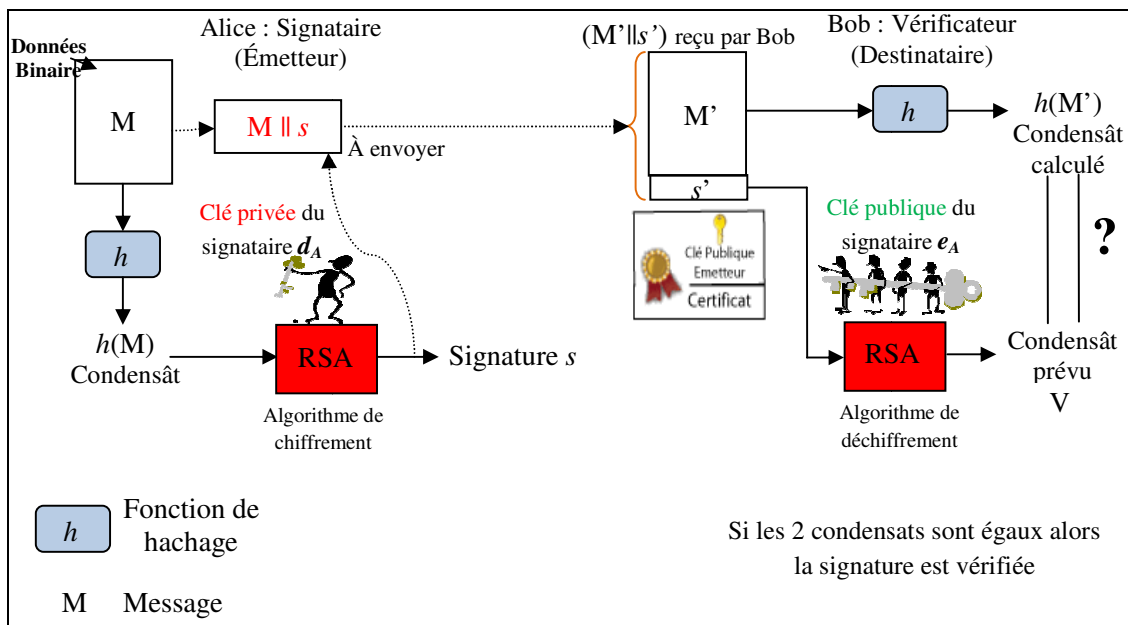 Données
Binaire
Alice : Signataire
(Émetteur)
(M’||s’) reçu par Bob
Bob : Vérificateur
(Destinataire)
M
M || s
À envoyer
M’
s’
h
h(M’)
Condensât
calculé
h
Clé privée du
signataire dA
Clé Publique
Emetteur
Certificat
Clé publique du
signataire eA
?
h(M)
Condensât
RSA
Signature s
RSA
Condensât
prévu
V
Algorithme de
chiffrement
Algorithme de
déchiffrement
h
Fonction de
hachage
Si les 2 condensats sont égaux alors
la signature est vérifiée
M Message